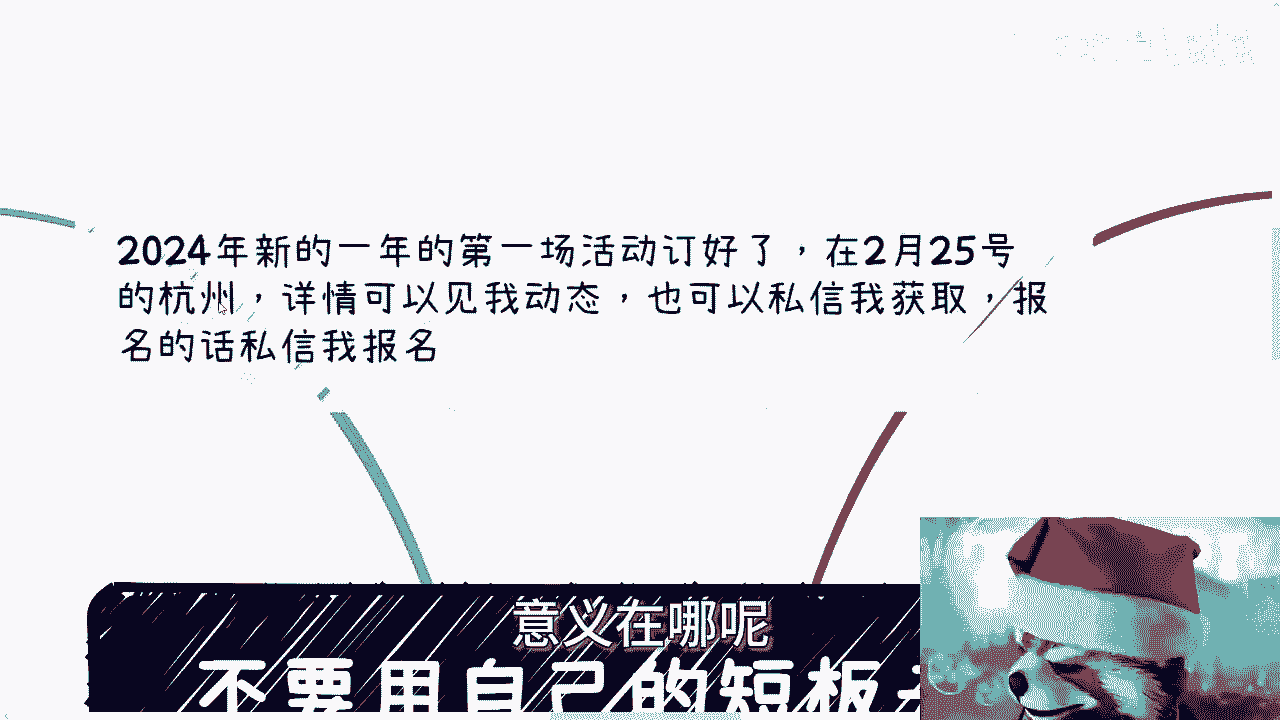 2024年新的一年的第一场活动订好了，在2月25号
的杭州，详情可以见我动态，也可以私信我获取，报
名的话私信我报名
意义在哪呢
不要用自己的短板